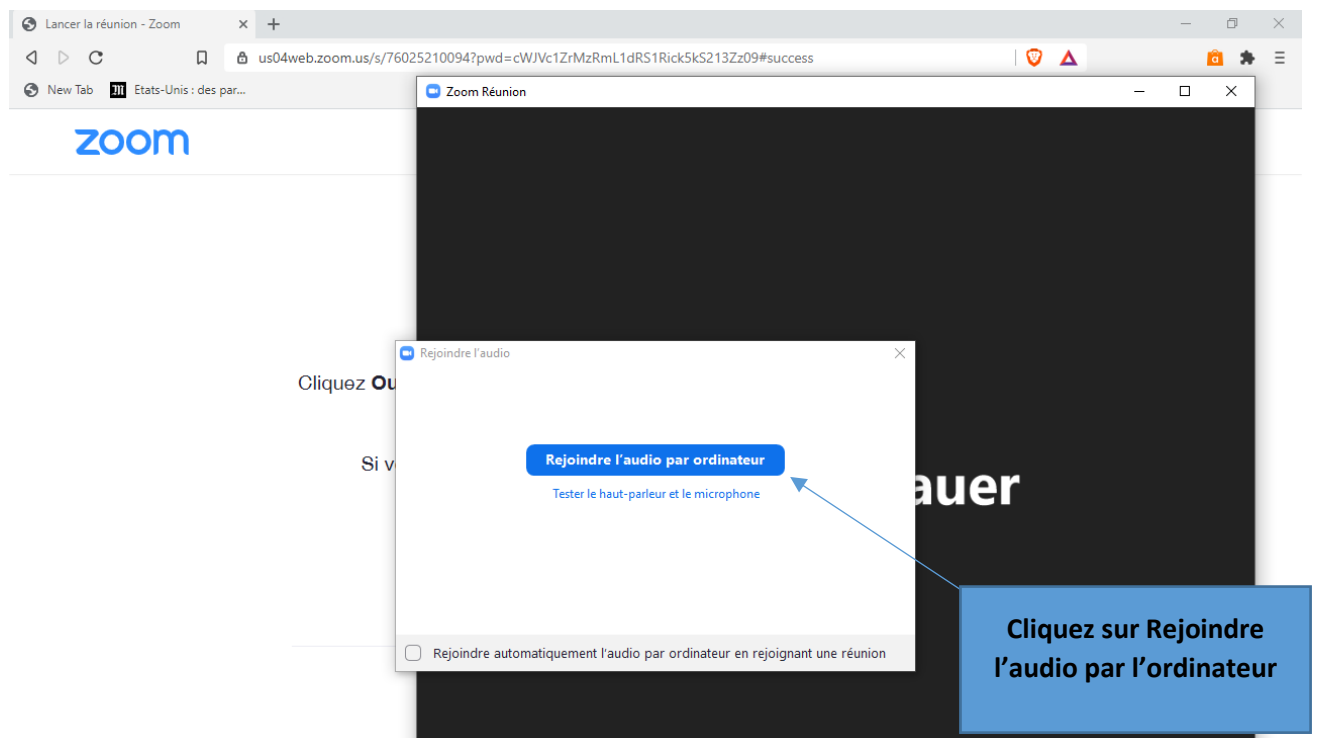 Lancer la réunion - Zoom
us04web.zoom.us/s/76025210094?pwd=cWJVc1ZrMzRmL1dRS1Rick5kS213Zz09#success
New Tab Etats-Unis : des par...
Zoom Réunion
zoom
Rejoindre l'audio
Cliquez Ou
Rejoindre l'audio par ordinateur
Si v
Tester le haut-parleur et le microphone
auer
Cliquez sur Rejoindre
l’audio par l’ordinateur
Rejoindre automatiquement l'audio par ordinateur en rejoignant une réunion